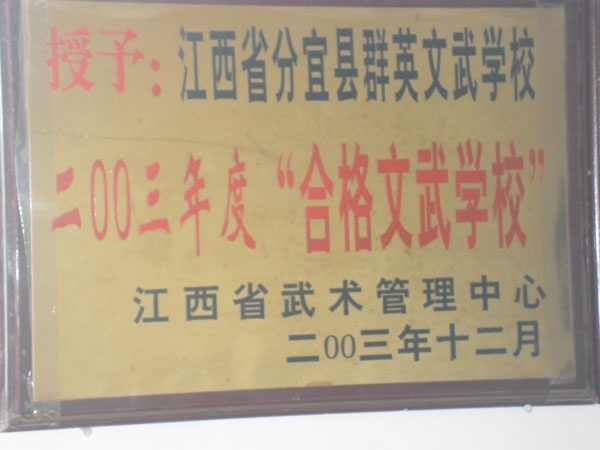 授予：江西省分宜县群英文武学校
二00三年度“合格文武学校”
江西省武术管理中心
二00三年十二月